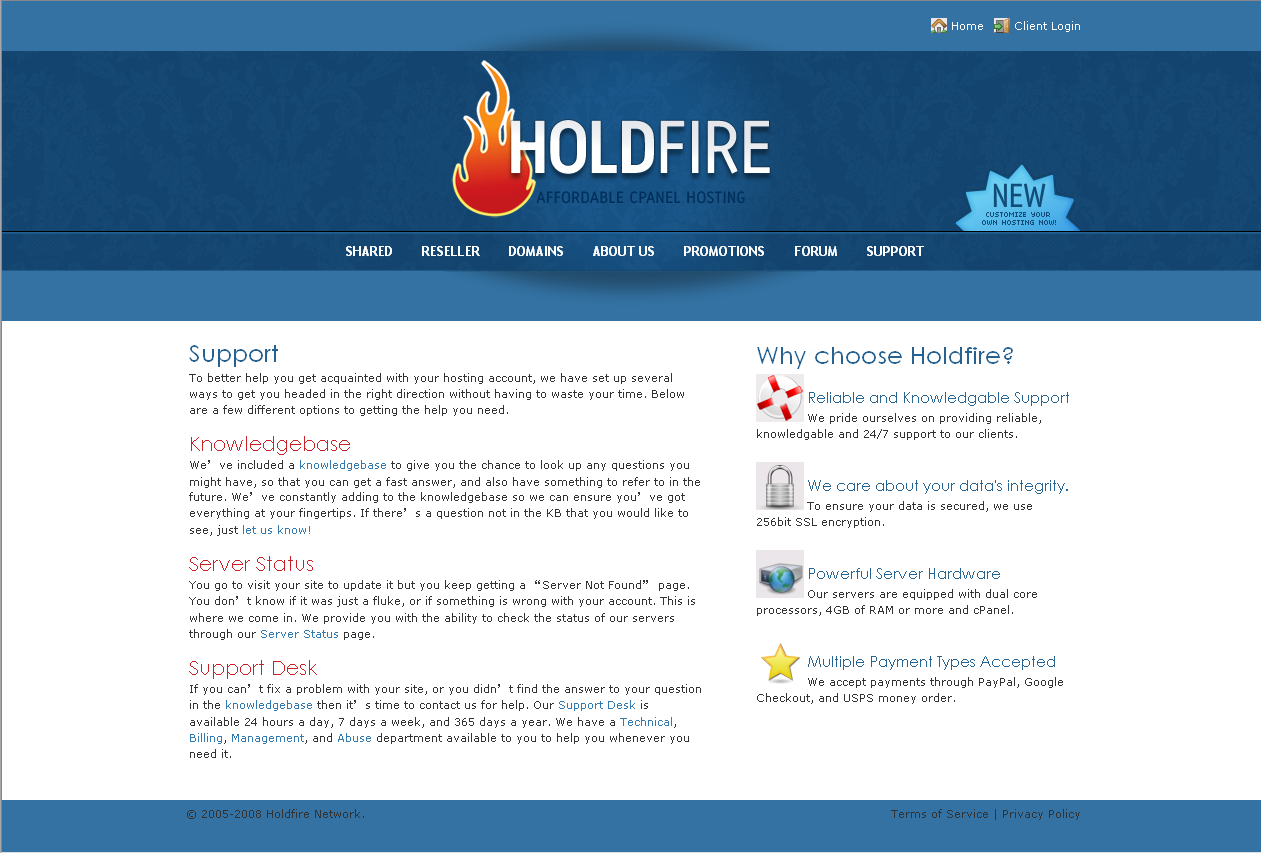 Home Client Login
HOLDFIRE
AFFORDABLE CPANEL HOSTING
NEW
CUSTOMIZE YOUR
OWN HOSTING NOW!
SHARED RESELLER DOMAINS ABOUT US PROMOTIONS FORUM SUPPORT
Support
To better help you get acquainted with your hosting account, we have set up several
ways to get you headed in the right direction without having to waste your time. Below
are a few different options to getting the help you need.
Knowledgebase
We’ve included a knowledgebase to give you the chance to look up any questions you
might have, so that you can get a fast answer, and also have something to refer to in the
future. We’ve constantly adding to the knowledgebase so we can ensure you’ve got
everything at your fingertips. If there’s a question not in the KB that you would like to
see, just let us know!
Server Status
You go to visit your site to update it but you keep getting a “Server Not Found” page.
You don’t know if it was just a fluke, or if something is wrong with your account. This is
where we come in. We provide you with the ability to check the status of our servers
through our Server Status page.
Support Desk
If you can’t fix a problem with your site, or you didn’t find the answer to your question
in the knowledgebase then it’s time to contact us for help. Our Support Desk is
available 24 hours a day, 7 days a week, and 365 days a year. We have a Technical,
Billing, Management, and Abuse department available to you to help you whenever you
need it.
Why choose Holdfire?
Reliable and Knowledgable Support
We pride ourselves on providing reliable,
knowledgable and 24/7 support to our clients.
We care about your data's integrity.
To ensure your data is secured, we use
256bit SSL encryption.
Powerful Server Hardware
Our servers are equipped with dual core
processors, 4GB of RAM or more and cPanel.
Multiple Payment Types Accepted
We accept payments through PayPal, Google
Checkout, and USPS money order.
© 2005-2008 Holdfire Network.
Terms of Service | Privacy Policy